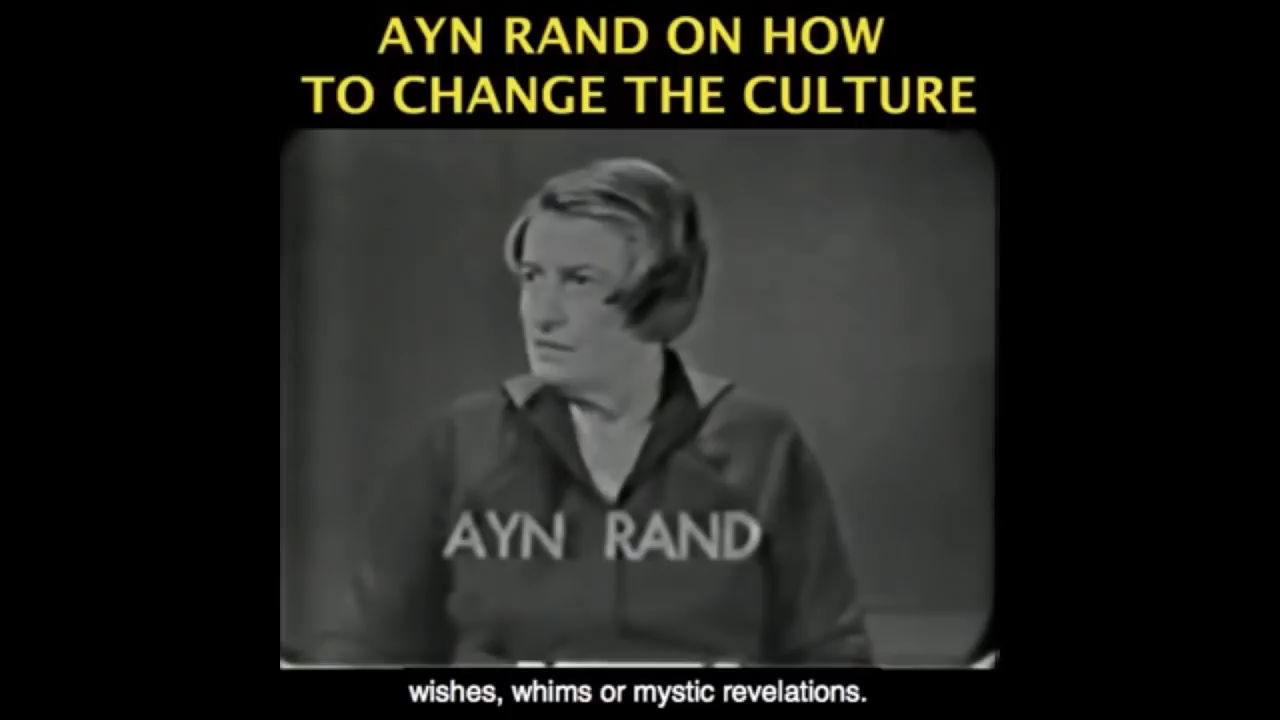 AYN RAND ON HOW
TO CHANGE THE CULTURE
AYN RAND
wishes, whims or mystic revelations.